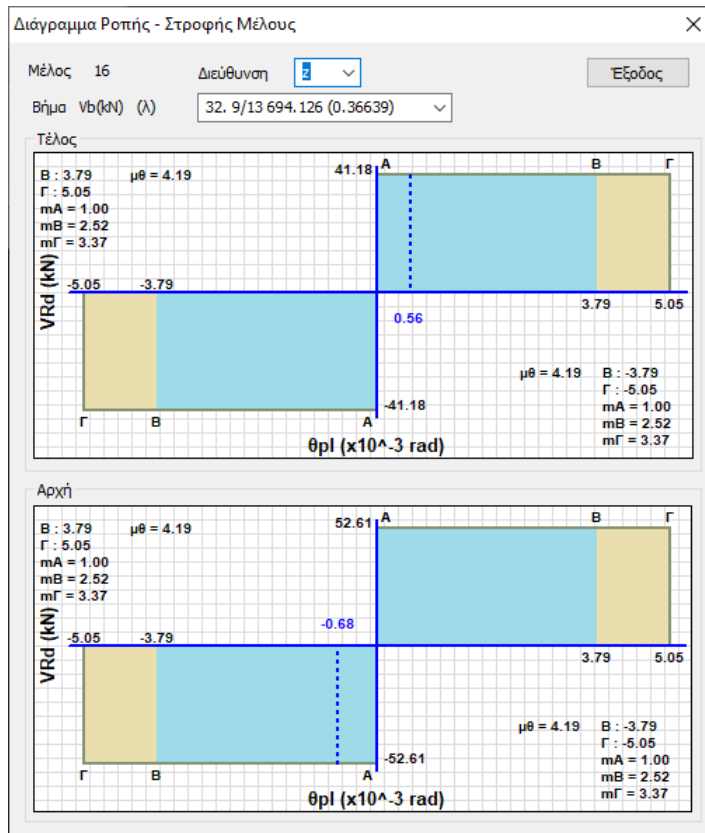 Διάγραμμα Ροπής - Στροφής Μέλους
Μέλος 16 Διεύθυνση z Έξοδος
Βήμα Vb(kN) (λ) 32. 9/13 694.126 (0.36639)
Τέλος
B : 3.79 μθ = 4.19 41.18 A B Γ
Γ : 5.05
mA = 1.00
mB = 2.52
mΓ = 3.37
VRd (kN)
-5.05 -3.79
3.79 5.05
0.56
μθ = 4.19 B : -3.79
Γ : -5.05
-41.18 mA = 1.00
Γ B A mB = 2.52
mΓ = 3.37
θpl (x10^-3 rad)
Αρχή
B : 3.79 μθ = 4.19 52.61 A B Γ
Γ : 5.05
mA = 1.00
mB = 2.52
mΓ = 3.37
VRd (kN)
-0.68
-5.05 -3.79
3.79 5.05
μθ = 4.19 B : -3.79
Γ : -5.05
-52.61 mA = 1.00
Γ B A mB = 2.52
mΓ = 3.37
θpl (x10^-3 rad)